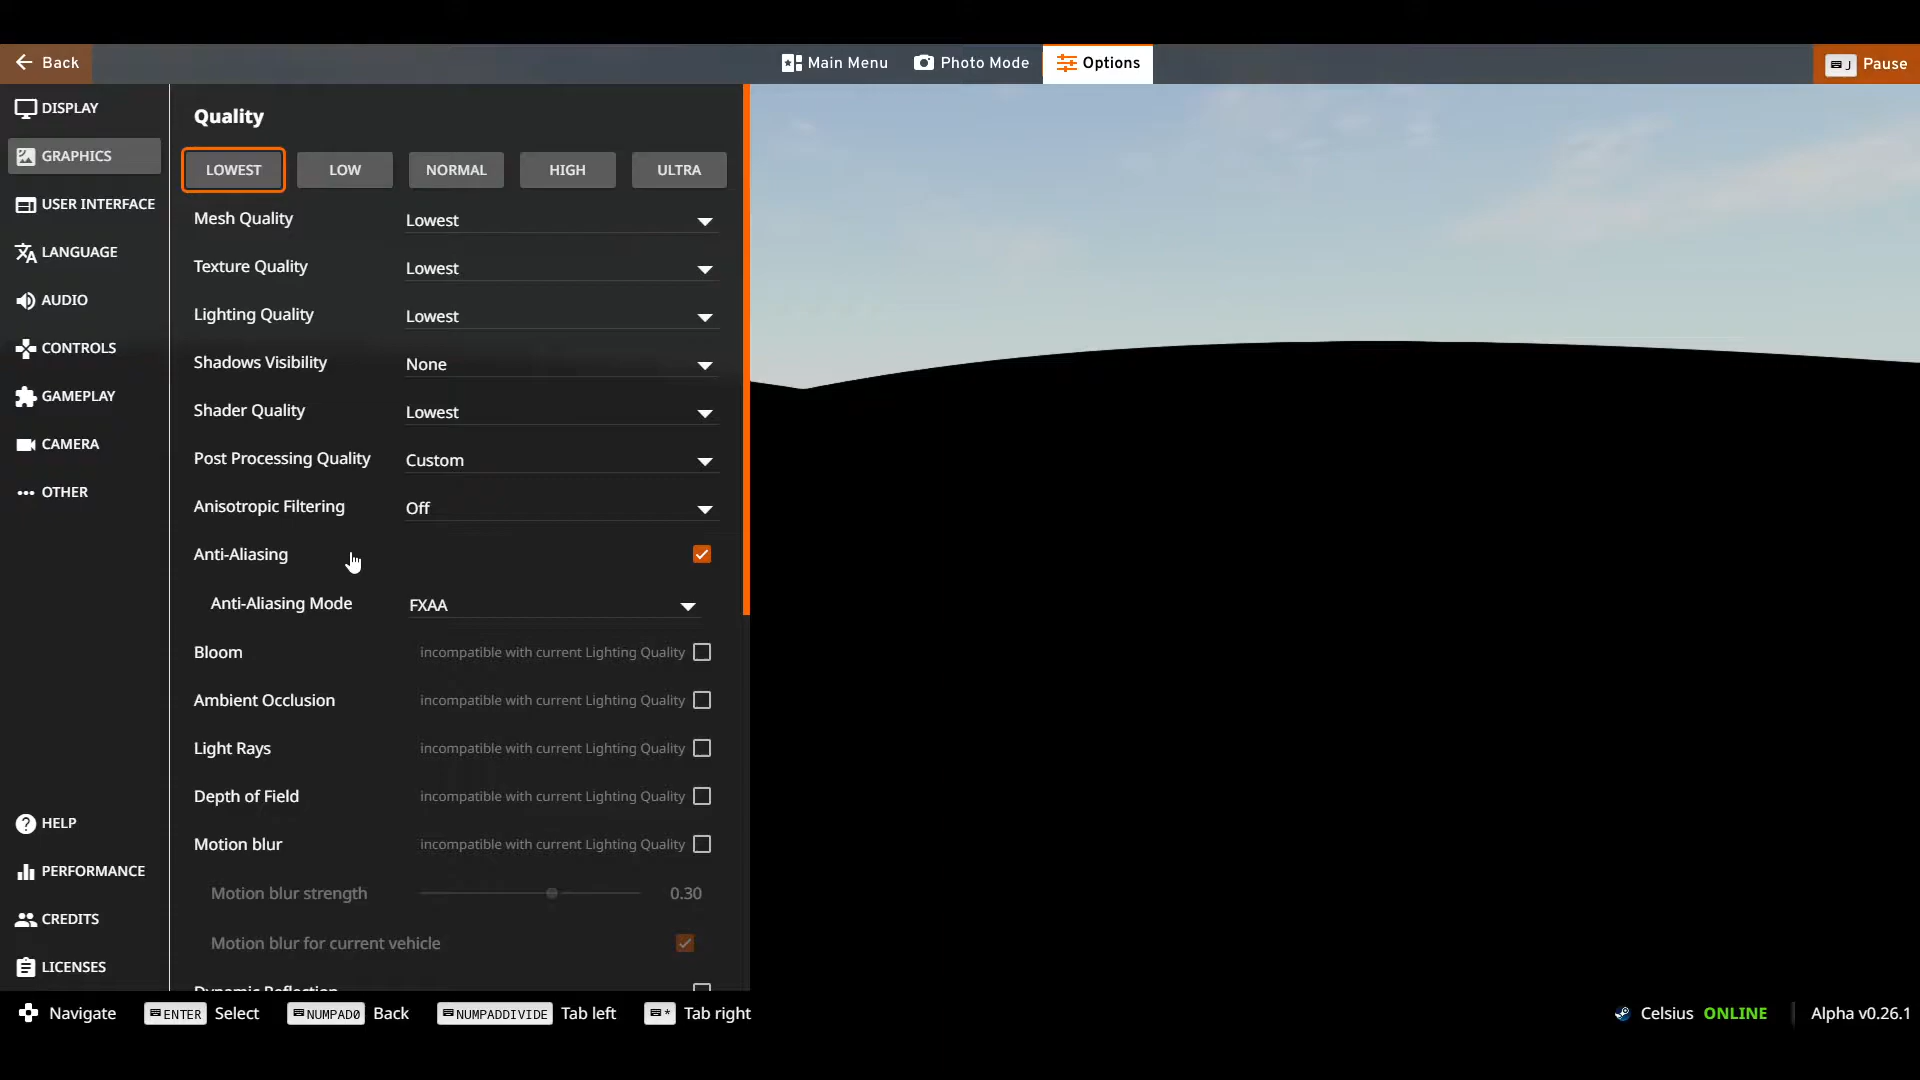 Back
Main Menu
Photo Mode
Options
J Pause
DISPLAY
GRAPHICS
USER INTERFACE
LANGUAGE
AUDIO
CONTROLS
GAMEPLAY
CAMERA
OTHER
HELP
PERFORMANCE
CREDITS
LICENSES
Quality
LOWEST LOW NORMAL HIGH ULTRA
Mesh Quality Lowest
Texture Quality Lowest
Lighting Quality Lowest
Shadows Visibility None
Shader Quality Lowest
Post Processing Quality Custom
Anisotropic Filtering Off
Anti-Aliasing
Anti-Aliasing Mode FXAA
Bloom incompatible with current Lighting Quality
Ambient Occlusion incompatible with current Lighting Quality
Light Rays incompatible with current Lighting Quality
Depth of Field incompatible with current Lighting Quality
Motion blur incompatible with current Lighting Quality
Motion blur strength 0.30
Motion blur for current vehicle
Dynamic Reflection
Navigate ENTER Select NUMPAD0 Back NUMPADDIVIDE Tab left * Tab right
Celsius ONLINE Alpha v0.26.1